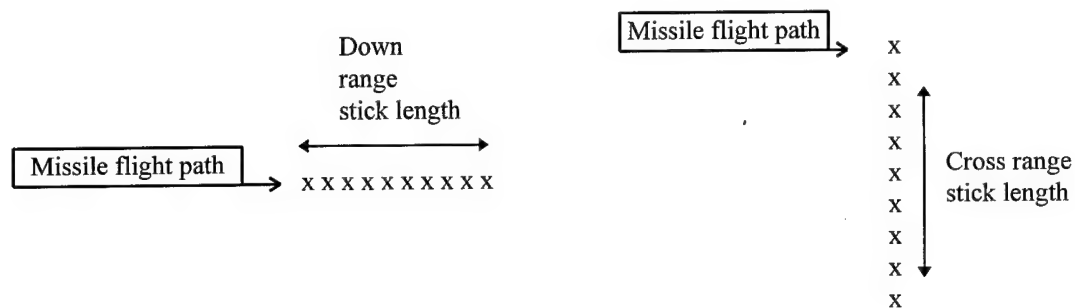 Down
range
stick length
Missile flight path
x x x x x x x x x x
Missile flight path
x
x
x
x
x
x
x
x
x
Cross range
stick length